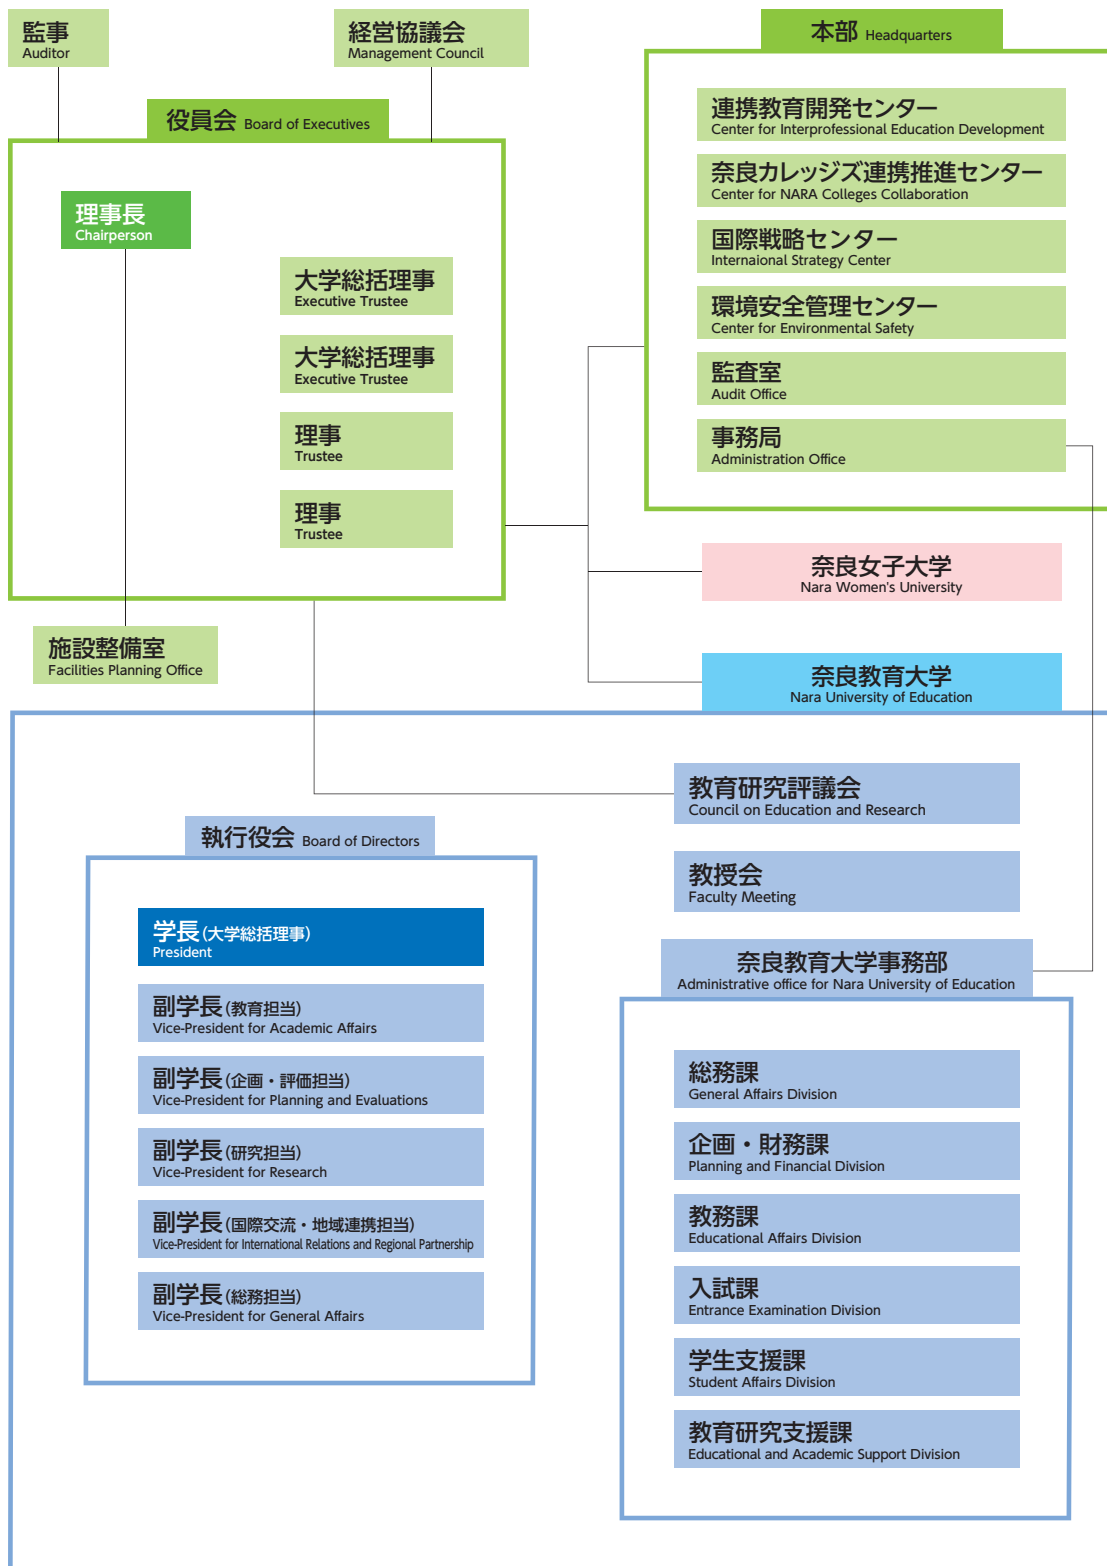 監事
Auditor
経営協議会
Management Council
役員会 Board of Executives
理事長
Chairperson
大学総括理事
Executive Trustee
大学総括理事
Executive Trustee
理事
Trustee
理事
Trustee
施設整備室
Facilities Planning Office
本部 Headquarters
連携教育開発センター
Center for Interprofessional Education Development
奈良カレッジズ連携推進センター
Center for NARA Colleges Collaboration
国際戦略センター
Internaional Strategy Center
環境安全管理センター
Center for Environmental Safety
監査室
Audit Office
事務局
Administration Office
奈良女子大学
Nara Women's University
奈良教育大学
Nara University of Education
教育研究評議会
Council on Education and Research
教授会
Faculty Meeting
執行役会 Board of Directors
学長(大学総括理事)
President
副学長(教育担当)
Vice-President for Academic Affairs
副学長(企画・評価担当)
Vice-President for Planning and Evaluations
副学長(研究担当)
Vice-President for Research
副学長(国際交流・地域連携担当)
Vice-President for International Relations and Regional Partnership
副学長(総務担当)
Vice-President for General Affairs
奈良教育大学事務部
Administrative office for Nara University of Education
総務課
General Affairs Division
企画・財務課
Planning and Financial Division
教務課
Educational Affairs Division
入試課
Entrance Examination Division
学生支援課
Student Affairs Division
教育研究支援課
Educational and Academic Support Division